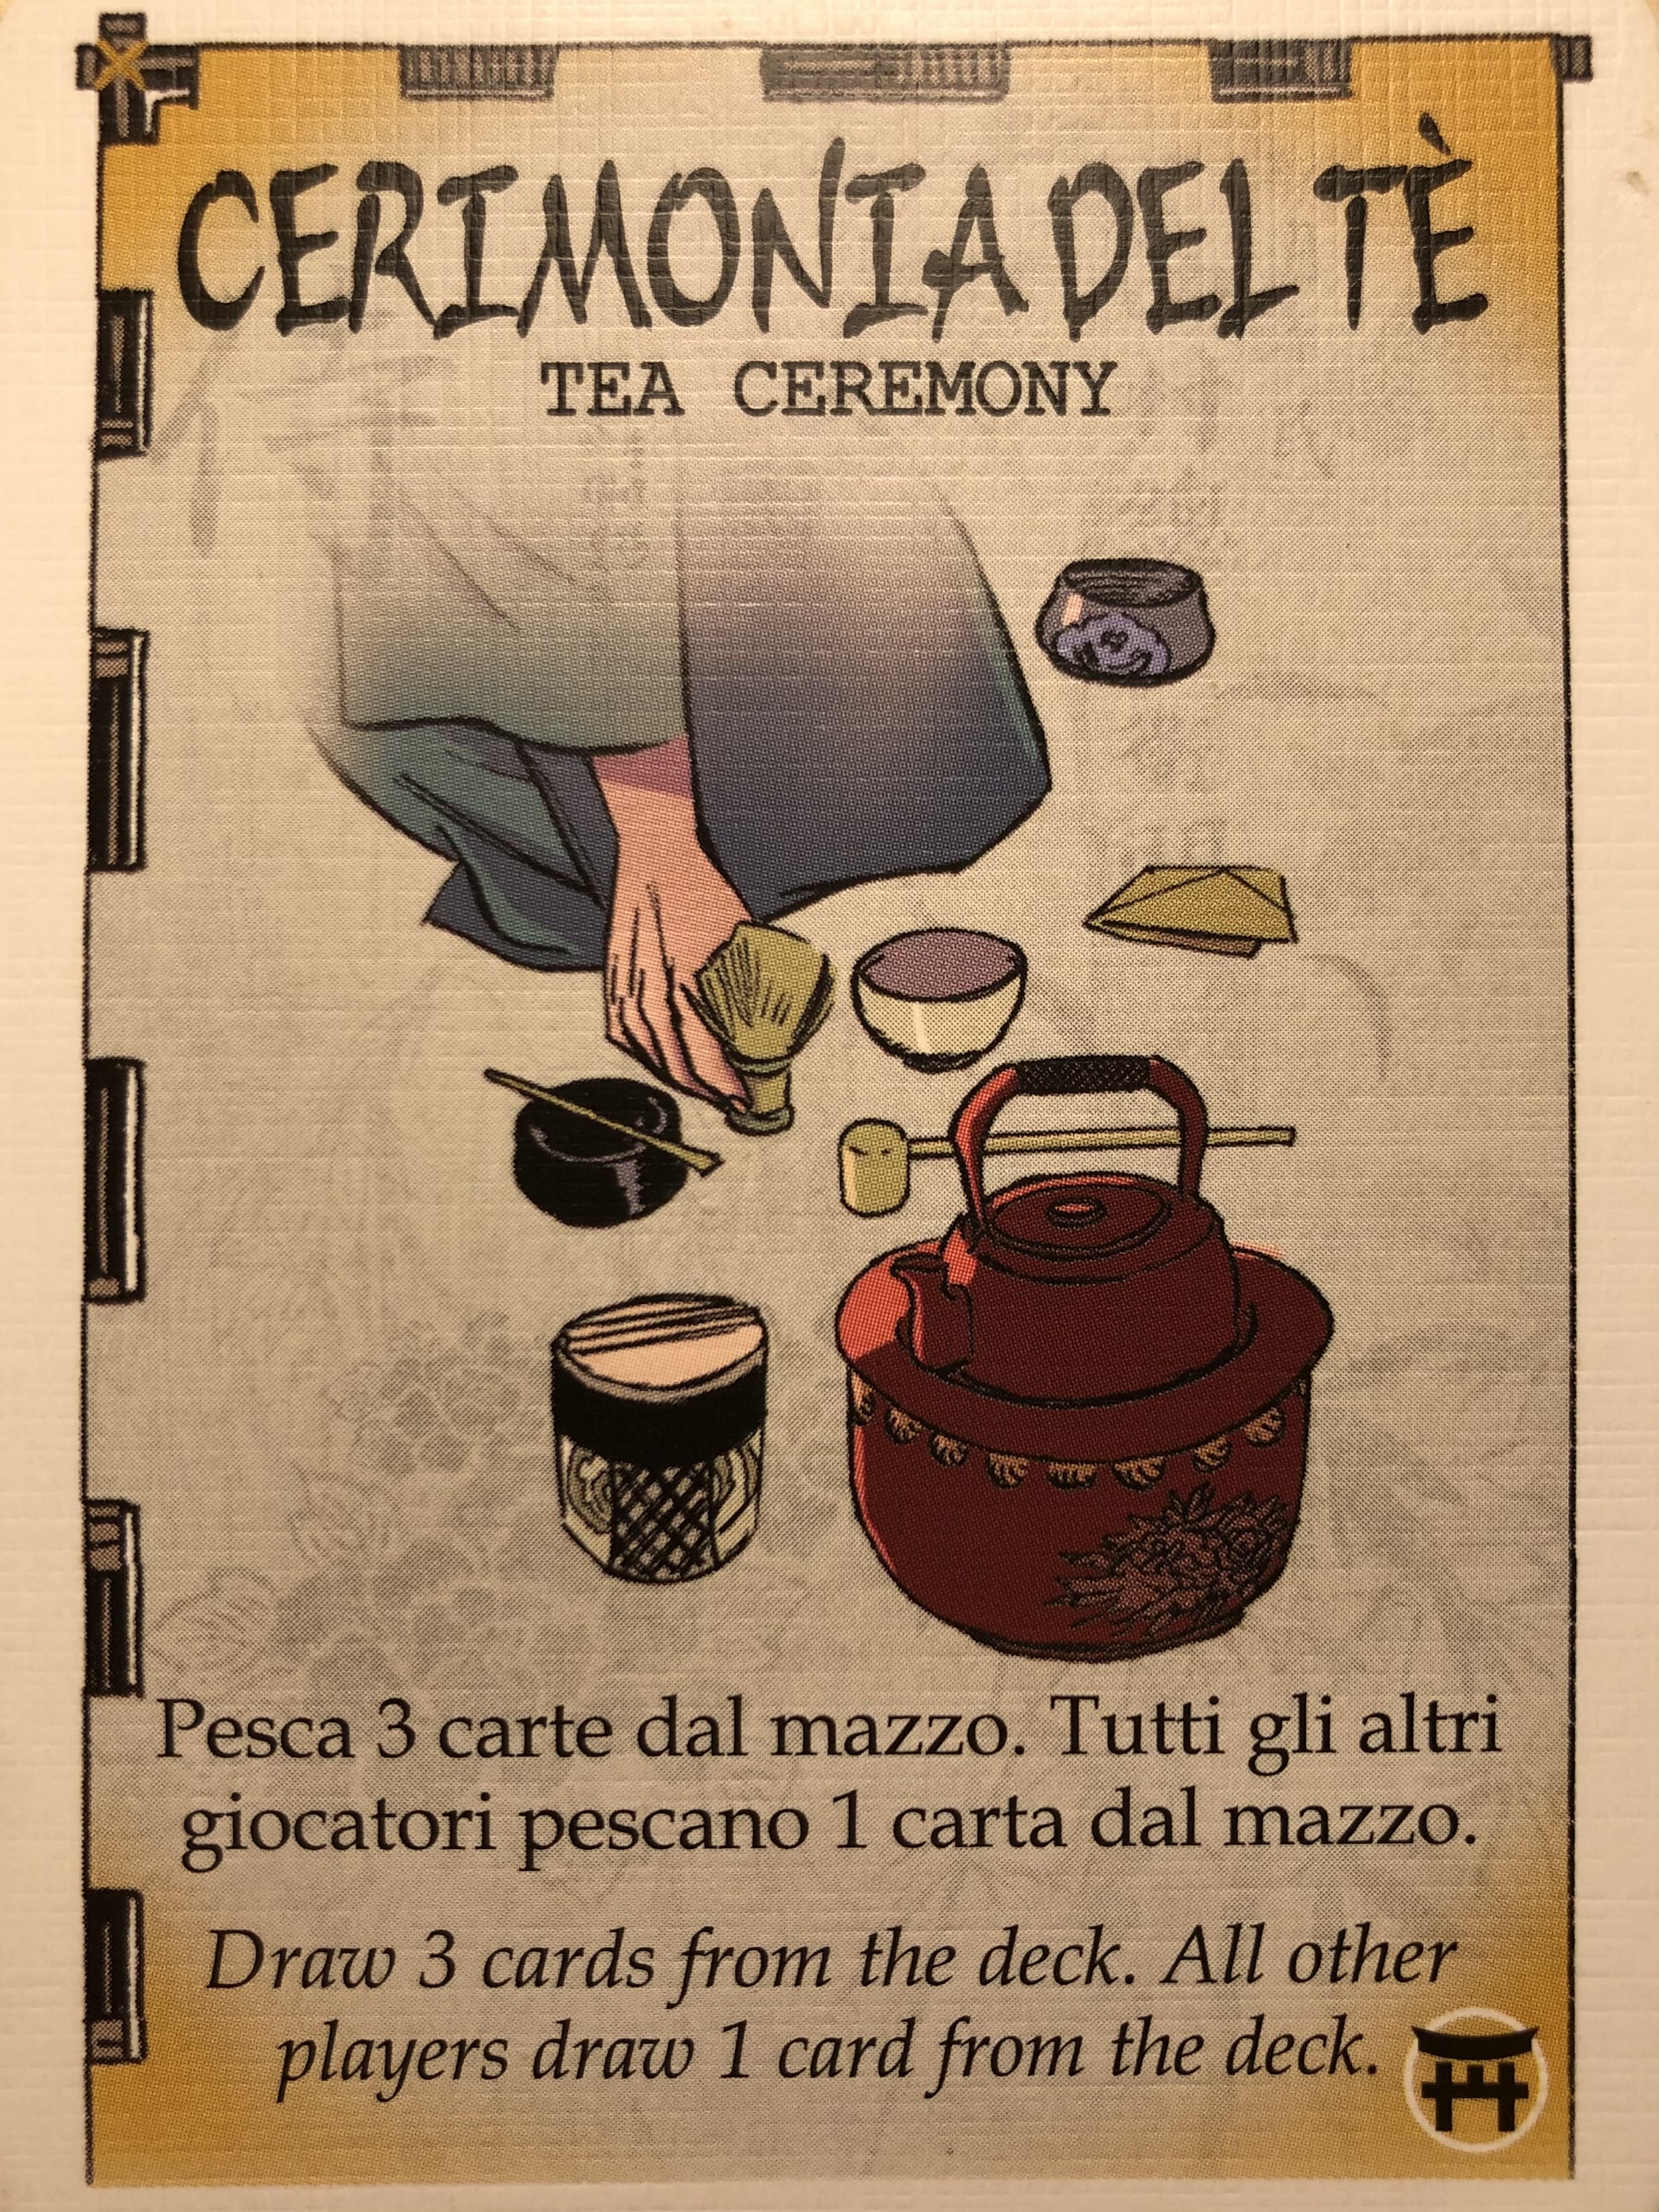 CERIMONIA DEL TÈ
TEA CEREMONY
Pesca 3 carte dal mazzo. Tutti gli altri
giocatori pescano 1 carta dal mazzo.
Draw 3 cards from the deck. All other
players draw 1 card from the deck.